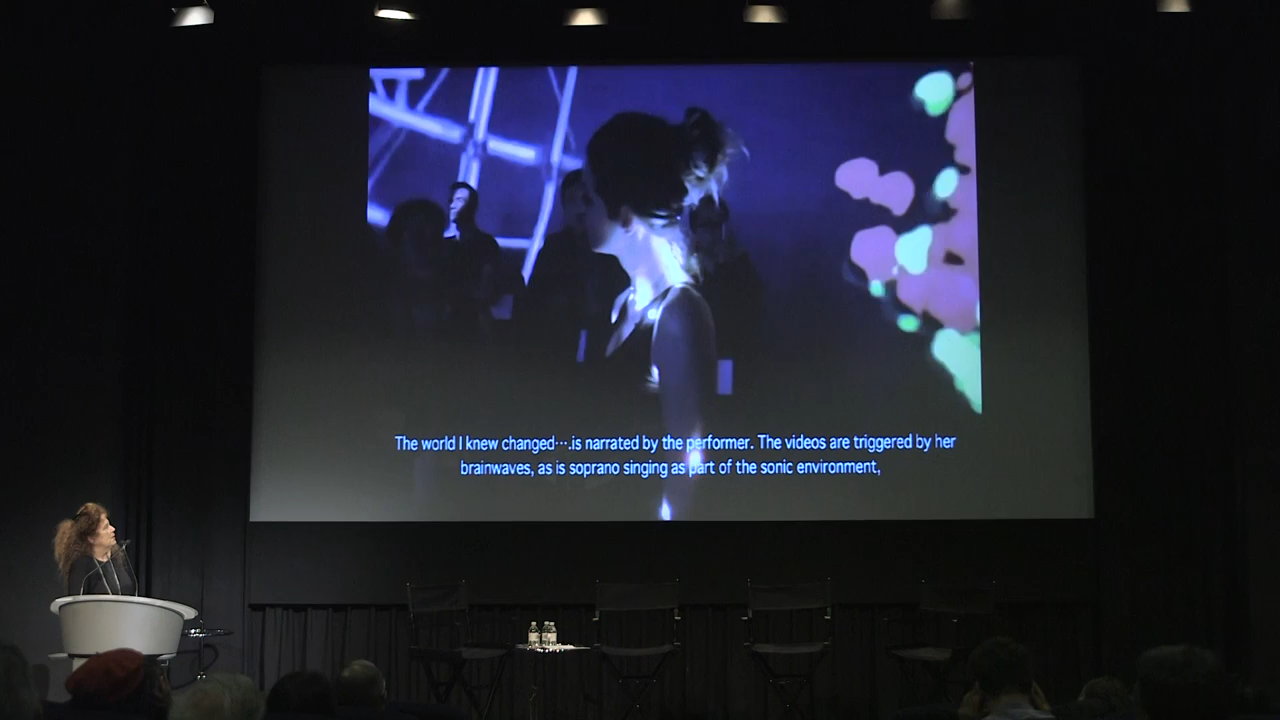 The world I knew changed….is narrated by the performer. The videos are triggered by her
brainwaves, as is soprano singing as part of the sonic environment,